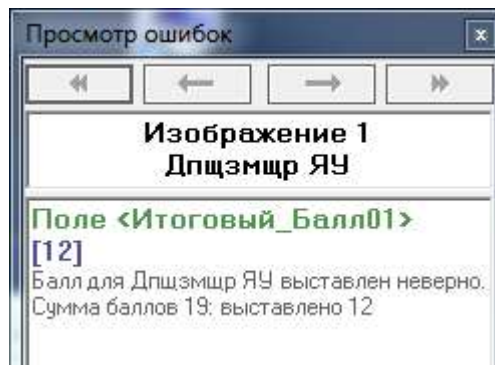 Просмотр ошибок
Изображение 1
Дпщзмщр ЯУ
Поле <Итоговый_Балл01>
[12]
Балл для Дпщзмщр ЯУ выставлен неверно.
Сумма баллов 19: выставлено 12